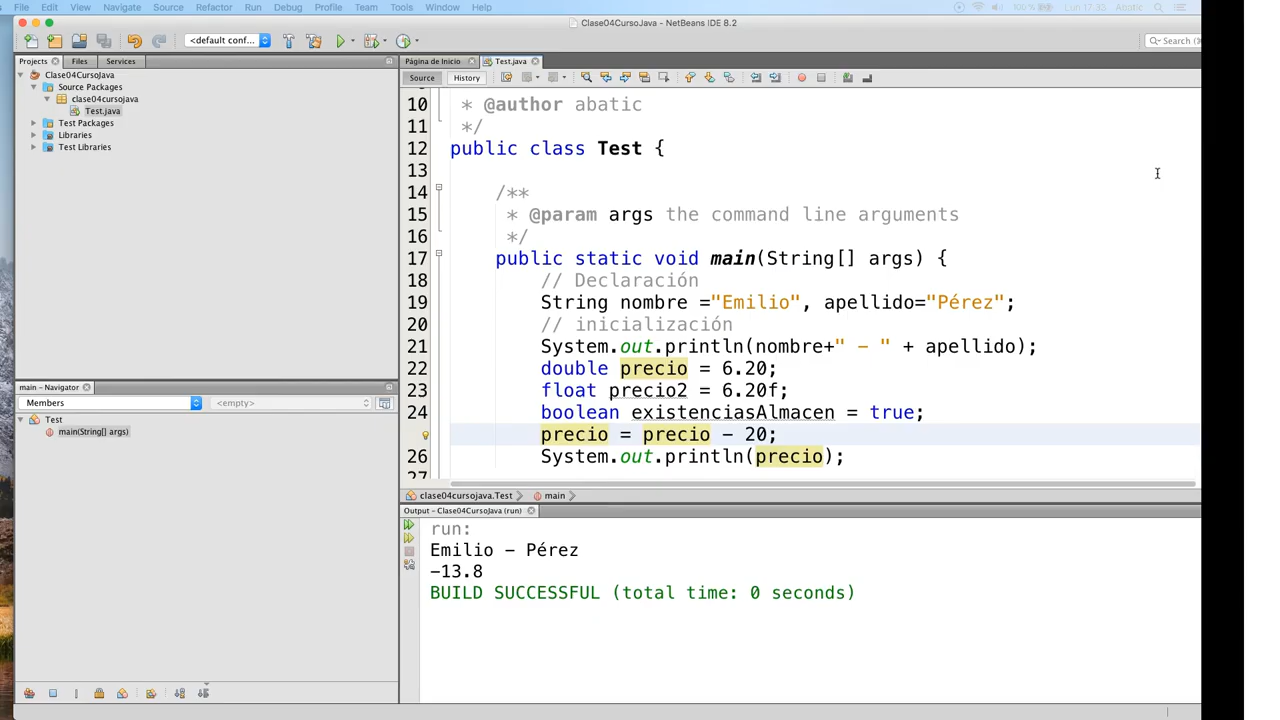 File Edit View Navigate Source Refactor Run Debug Profile Team Tools Window Help 100 % Lun 17:33 Abatic
Clase04CursoJava - NetBeans IDE 8.2
<default conf... Search (
Projects Files Services
Página de Inicio Test.java
Clase04CursoJava
Source Packages
clase04cursojava
Test.java
Test Packages
Libraries
Test Libraries
Source History
10 * @author abatic
11 */
12 public class Test {
13
14 /**
15 * @param args the command line arguments
16 */
17 public static void main(String[] args) {
18 // Declaración
19 String nombre ="Emilio", apellido="Pérez";
20 // inicialización
21 System.out.println(nombre+" - " + apellido);
22 double precio = 6.20;
23 float precio2 = 6.20f;
24 boolean existenciasAlmacen = true;
precio = precio - 20;
26 System.out.println(precio);
27
main - Navigator
Members <empty>
Test
main(String[] args)
clase04cursojava.Test main
Output - Clase04CursoJava (run)
run:
Emilio - Pérez
-13.8
BUILD SUCCESSFUL (total time: 0 seconds)